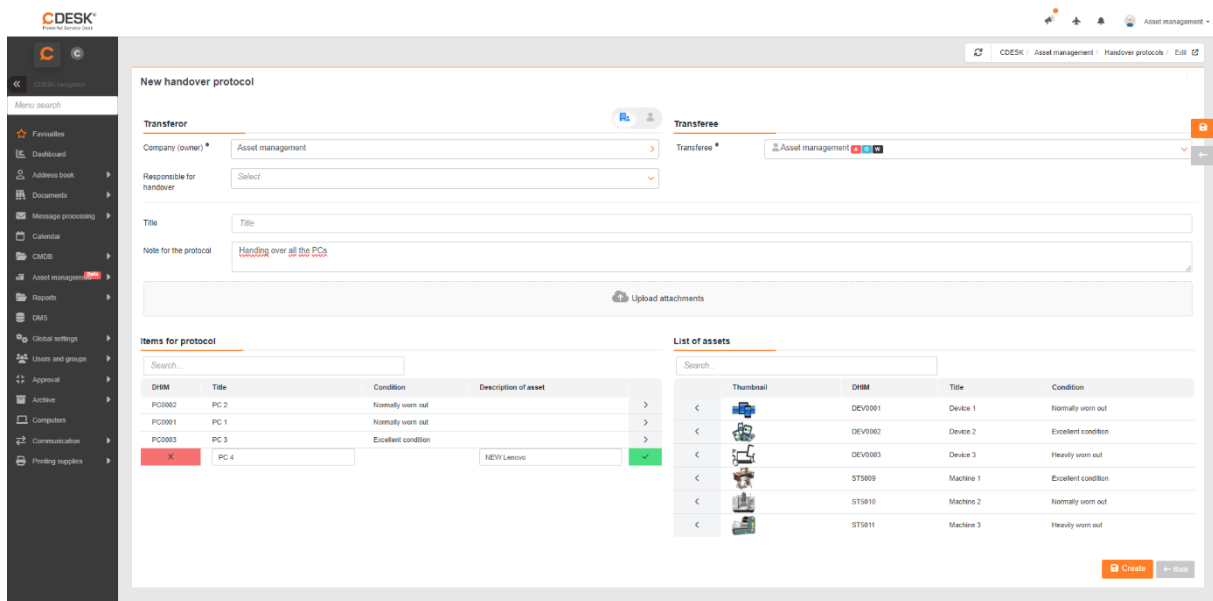 CDESK®
Powerful Service Desk
Asset management
CDESK navigation
CDESK / Asset management / Handover protocols / Edit
Menu search
Favourites
Dashboard
Address book
Documents
Message processing
Calendar
CMDB
Asset management Beta
Reports
DMS
Global settings
Users and groups
Approval
Archive
Computers
Communication
Printing supplies
New handover protocol
Transferor
Transferee
Company (owner) *
Asset management
Transferee *
Asset management A O W
Responsible for handover
Select
Title
Title
Note for the protocol
Handing over all the PCs
Upload attachments
Items for protocol
Search...
DHIM Title Condition Description of asset
PC0002 PC 2 Normally worn out
PC0001 PC 1 Normally worn out
PC0003 PC 3 Excellent condition
PC 4 NEW Lenovo
List of assets
Search...
Thumbnail DHIM Title Condition
DEV0001 Device 1 Normally worn out
DEV0002 Device 2 Excellent condition
DEV0003 Device 3 Heavily worn out
ST5009 Machine 1 Excellent condition
ST5010 Machine 2 Normally worn out
ST5011 Machine 3 Heavily worn out
Create
Back